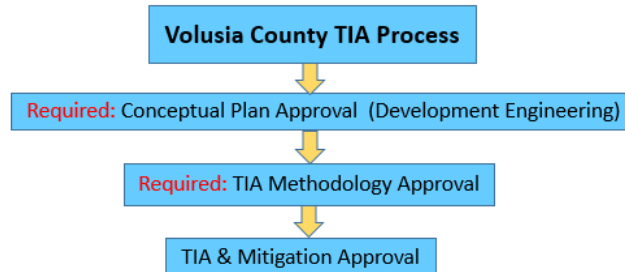 Volusia County TIA Process
Required: Conceptual Plan Approval (Development Engineering)
Required: TIA Methodology Approval
TIA & Mitigation Approval